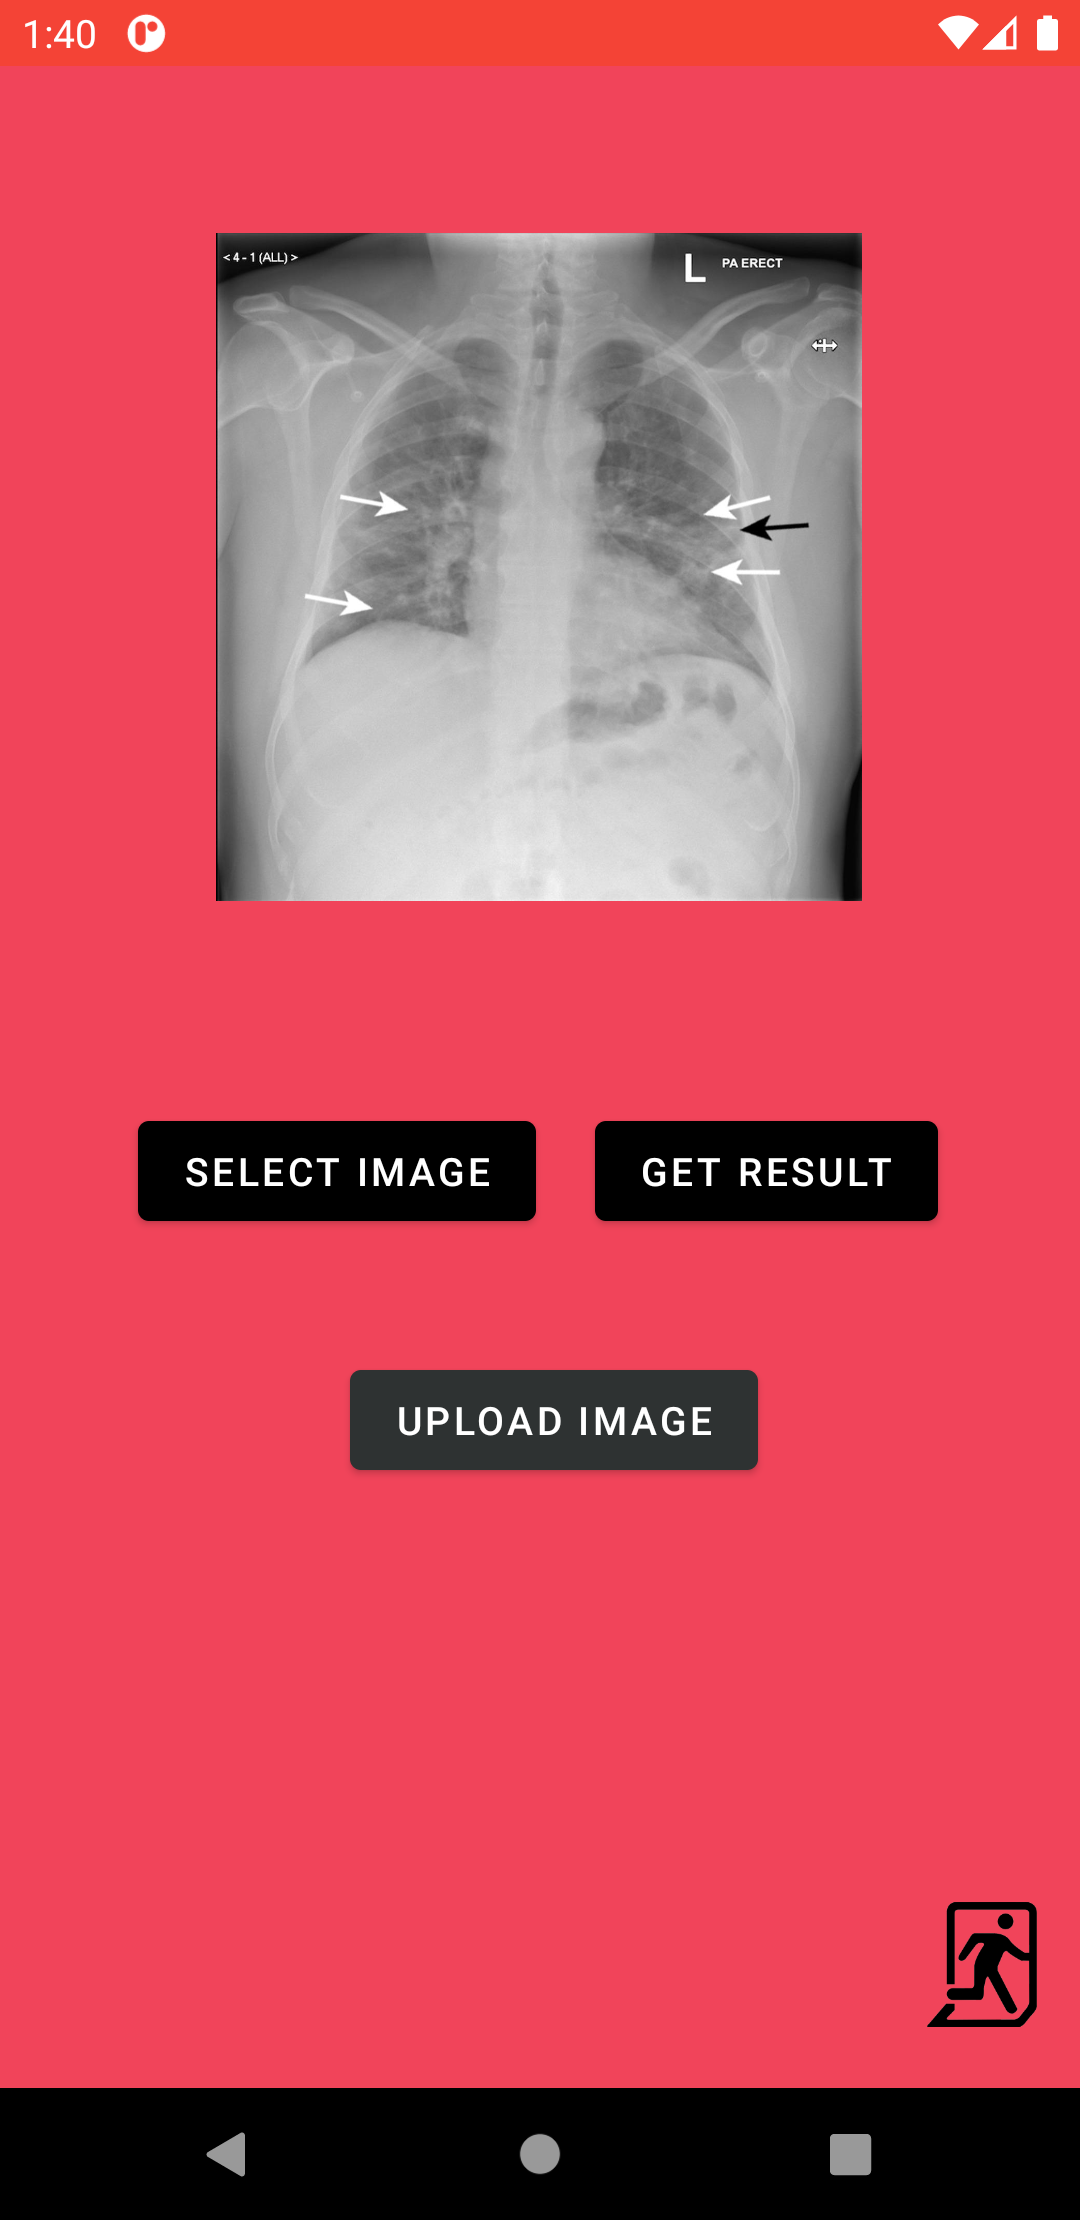 1:40
< 4 - 1 (ALL) >
L PA ERECT
SELECT IMAGE
GET RESULT
UPLOAD IMAGE